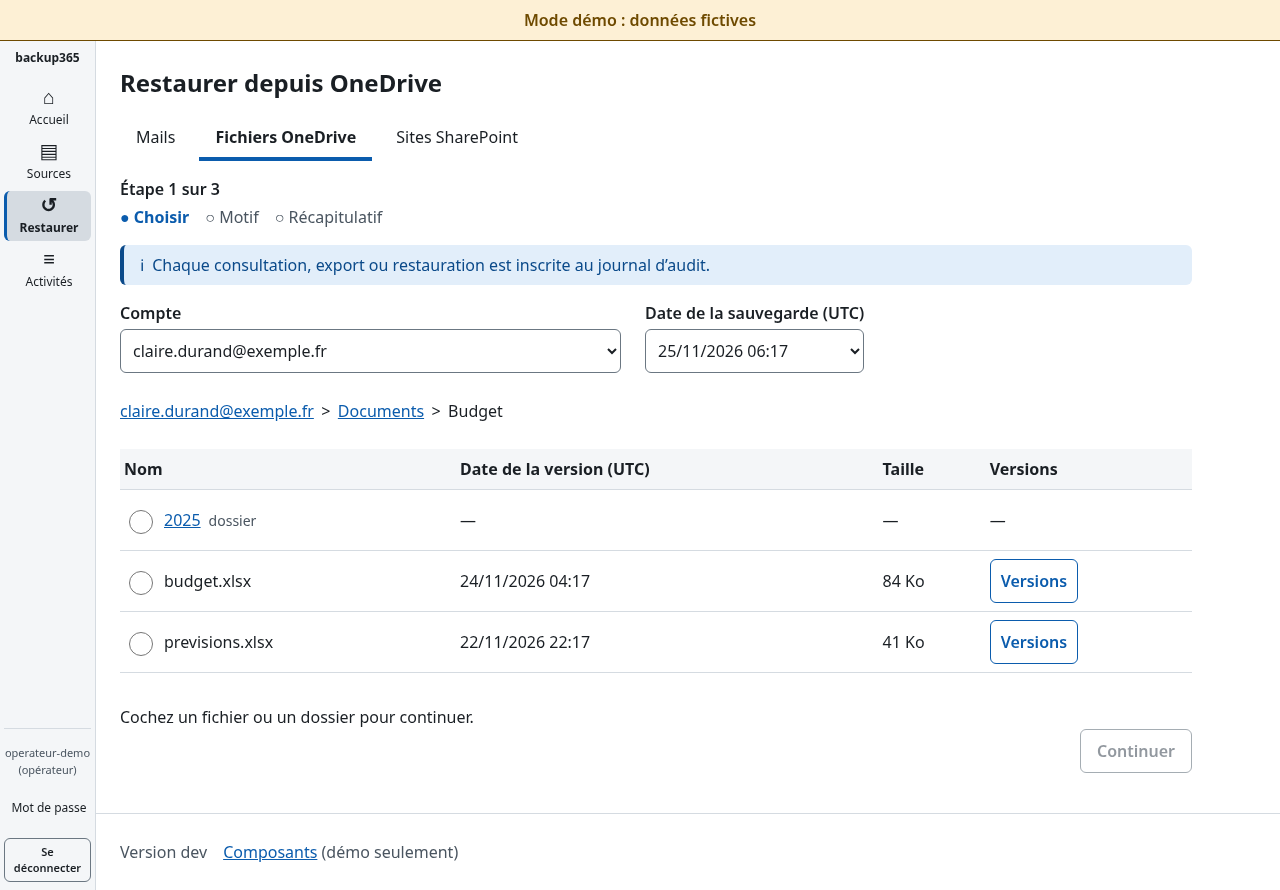 Mode démo : données fictives
backup365
Accueil
Sources
Restaurer
Activités
operateur-demo
(opérateur)
Mot de passe
Se
déconnecter
Restaurer depuis OneDrive
Mails Fichiers OneDrive Sites SharePoint
Étape 1 sur 3
● Choisir ○ Motif ○ Récapitulatif
i Chaque consultation, export ou restauration est inscrite au journal d’audit.
Compte Date de la sauvegarde (UTC)
claire.durand@exemple.fr 25/11/2026 06:17
claire.durand@exemple.fr > Documents > Budget
Nom Date de la version (UTC) Taille Versions
2025 dossier — — —
budget.xlsx 24/11/2026 04:17 84 Ko Versions
previsions.xlsx 22/11/2026 22:17 41 Ko Versions
Cochez un fichier ou un dossier pour continuer.
Continuer
Version dev Composants (démo seulement)